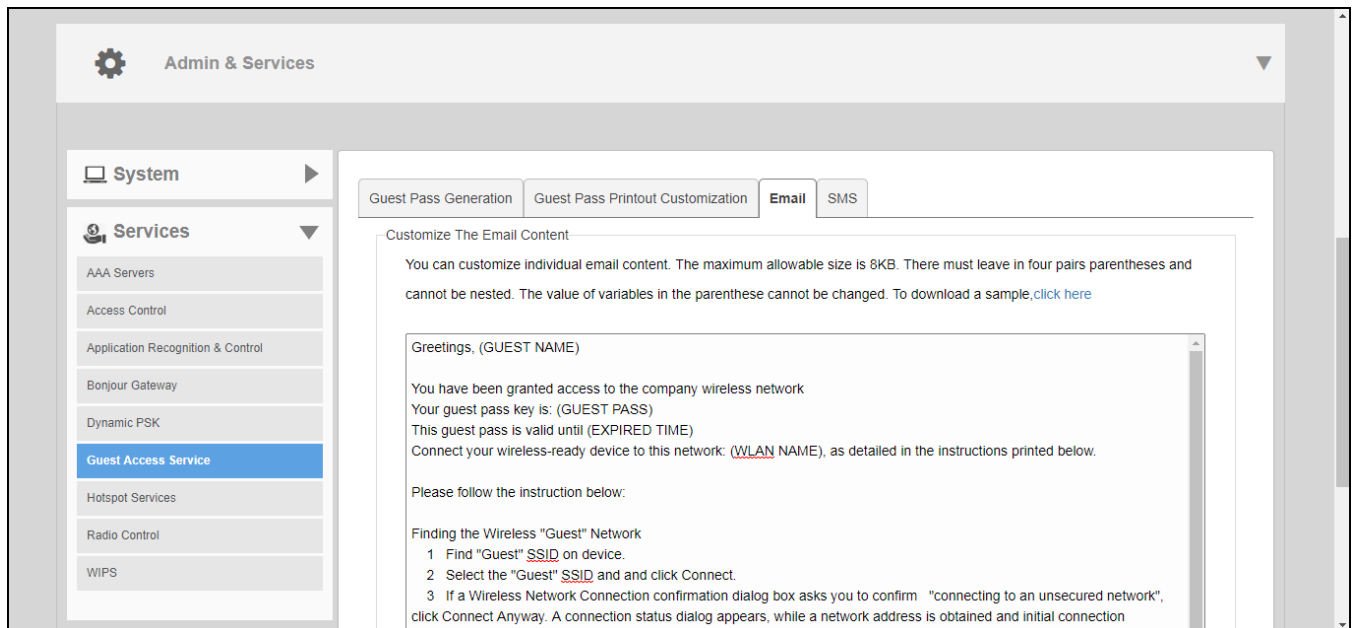 Admin & Services
System
Services
AAA Servers
Access Control
Application Recognition & Control
Bonjour Gateway
Dynamic PSK
Guest Access Service
Hotspot Services
Radio Control
WIPS
Guest Pass Generation Guest Pass Printout Customization Email SMS
Customize The Email Content
You can customize individual email content. The maximum allowable size is 8KB. There must leave in four pairs parentheses and
cannot be nested. The value of variables in the parenthese cannot be changed. To download a sample,click here
Greetings, (GUEST NAME)
You have been granted access to the company wireless network
Your guest pass key is: (GUEST PASS)
This guest pass is valid until (EXPIRED TIME)
Connect your wireless-ready device to this network: (WLAN NAME), as detailed in the instructions printed below.
Please follow the instruction below:
Finding the Wireless "Guest" Network
1 Find "Guest" SSID on device.
2 Select the "Guest" SSID and and click Connect.
3 If a Wireless Network Connection confirmation dialog box asks you to confirm "connecting to an unsecured network",
click Connect Anyway. A connection status dialog appears, while a network address is obtained and initial connection